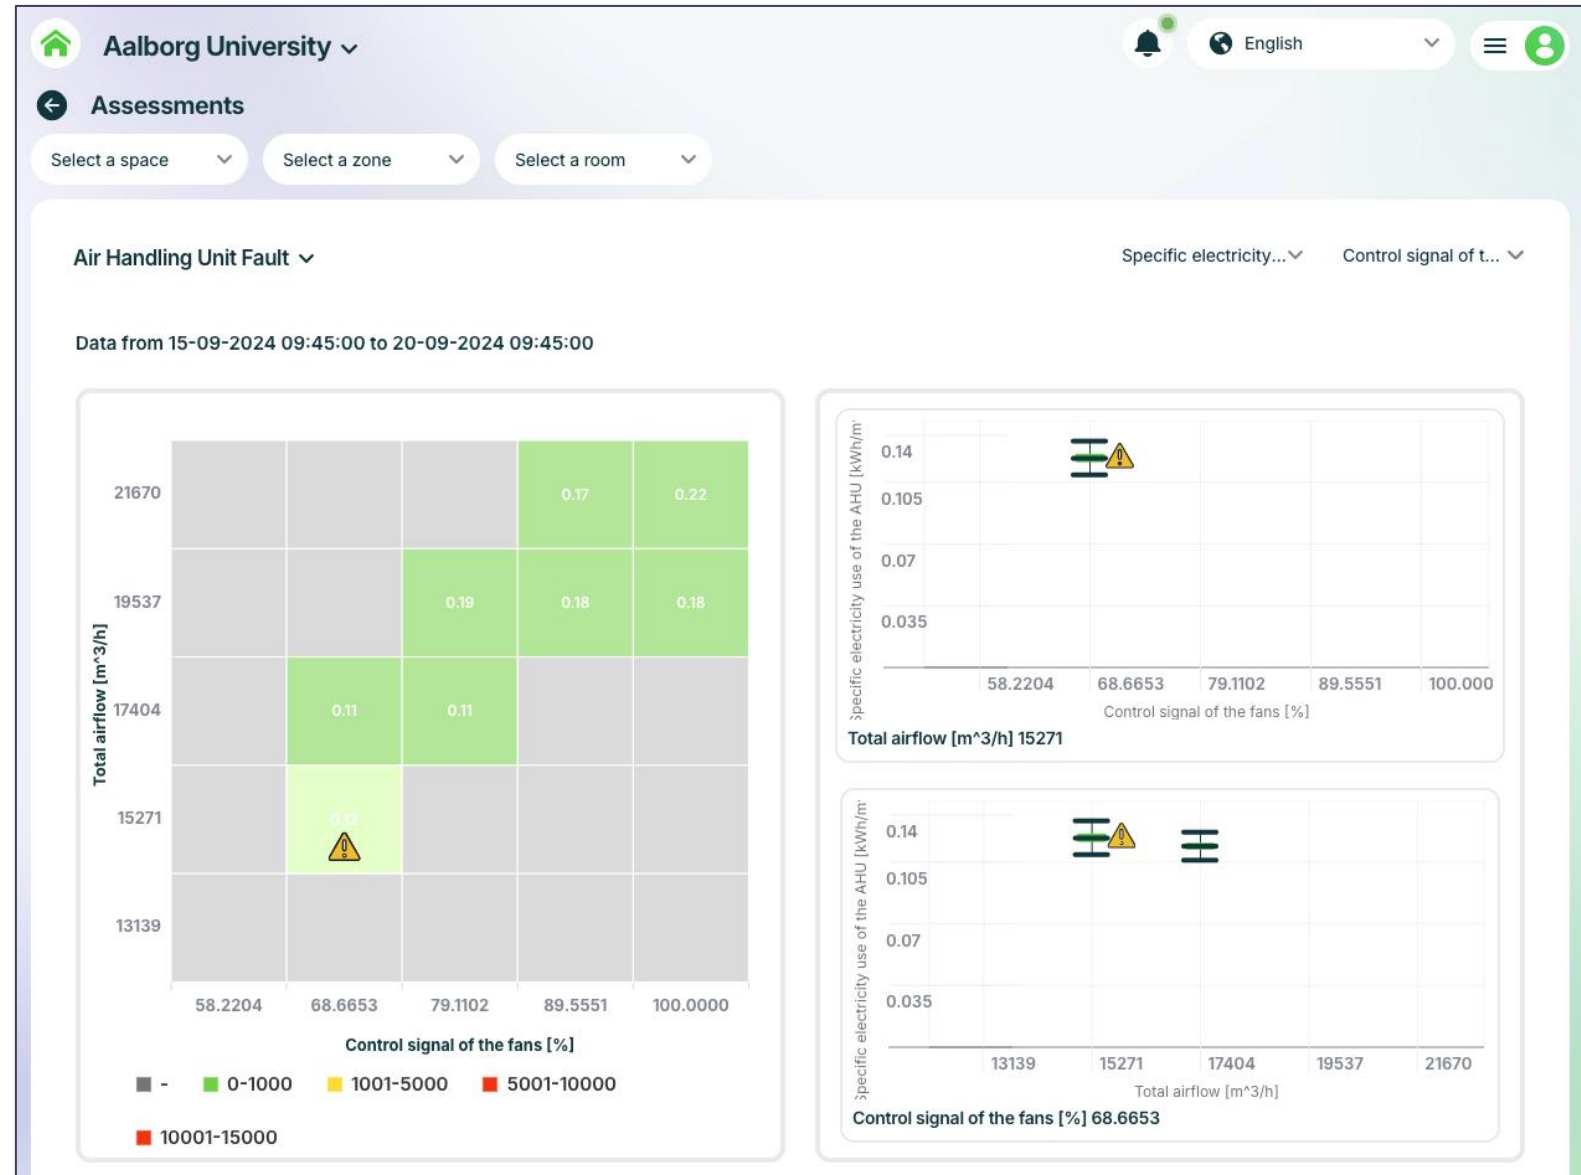 Aalborg University
English
Assessments
Select a space
Select a zone
Select a room
Air Handling Unit Fault
Specific electricity...
Control signal of t...
Data from 15-09-2024 09:45:00 to 20-09-2024 09:45:00
Total airflow [m^3/h]
21670
0.17
0.22
19537
0.19
0.18
0.18
17404
0.11
0.11
15271
0.12
13139
58.2204
68.6653
79.1102
89.5551
100.0000
Control signal of the fans [%]
-
0-1000
1001-5000
5001-10000
10001-15000
Specific electricity use of the AHU [kWh/m
0.14
0.105
0.07
0.035
58.2204
68.6653
79.1102
89.5551
100.000
Control signal of the fans [%]
Total airflow [m^3/h] 15271
Specific electricity use of the AHU [kWh/m
0.14
0.105
0.07
0.035
13139
15271
17404
19537
21670
Total airflow [m^3/h]
Control signal of the fans [%] 68.6653